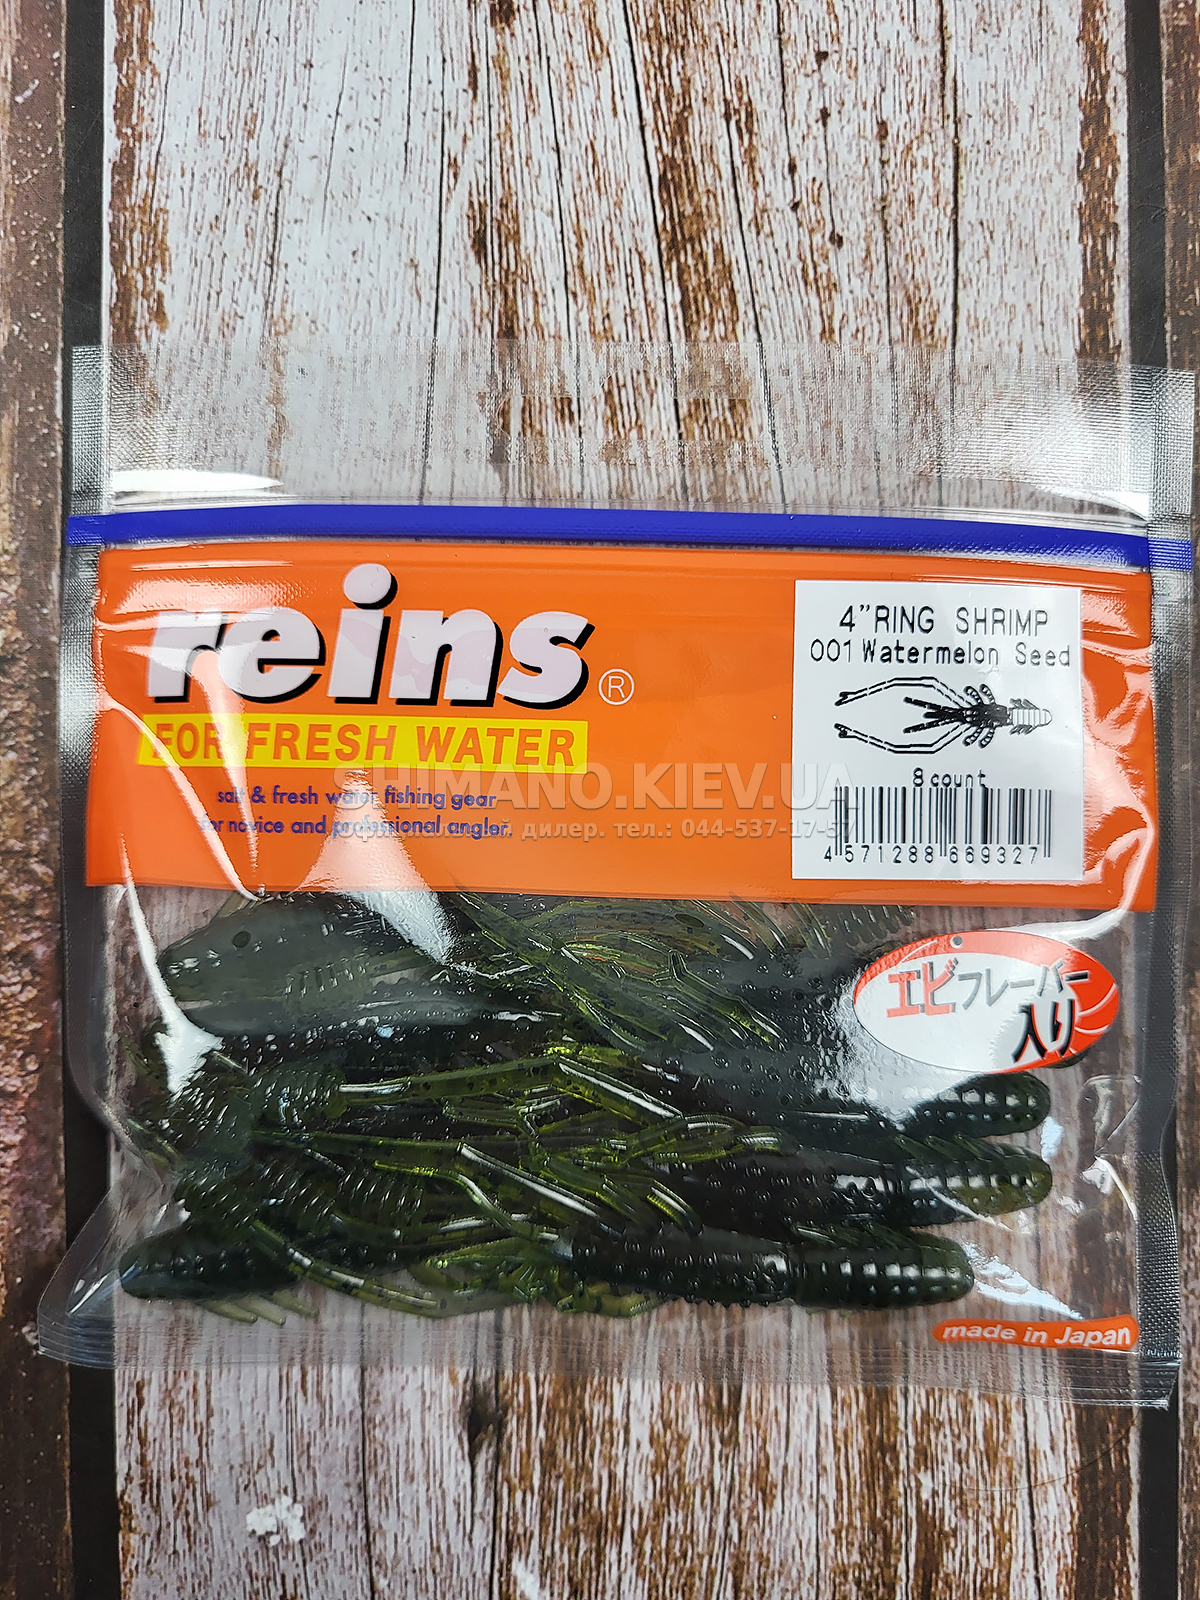 reins®
FOR FRESH WATER
salt & fresh water fishing gear
for novice and professional angler.
4"RING SHRIMP
001 Watermelon Seed
8 count
4 571288 669327
SHIMANO.KIEV.UA
официальный дилер. тел.: 044-537-17-57
エビフレーバー
入り
made in Japan